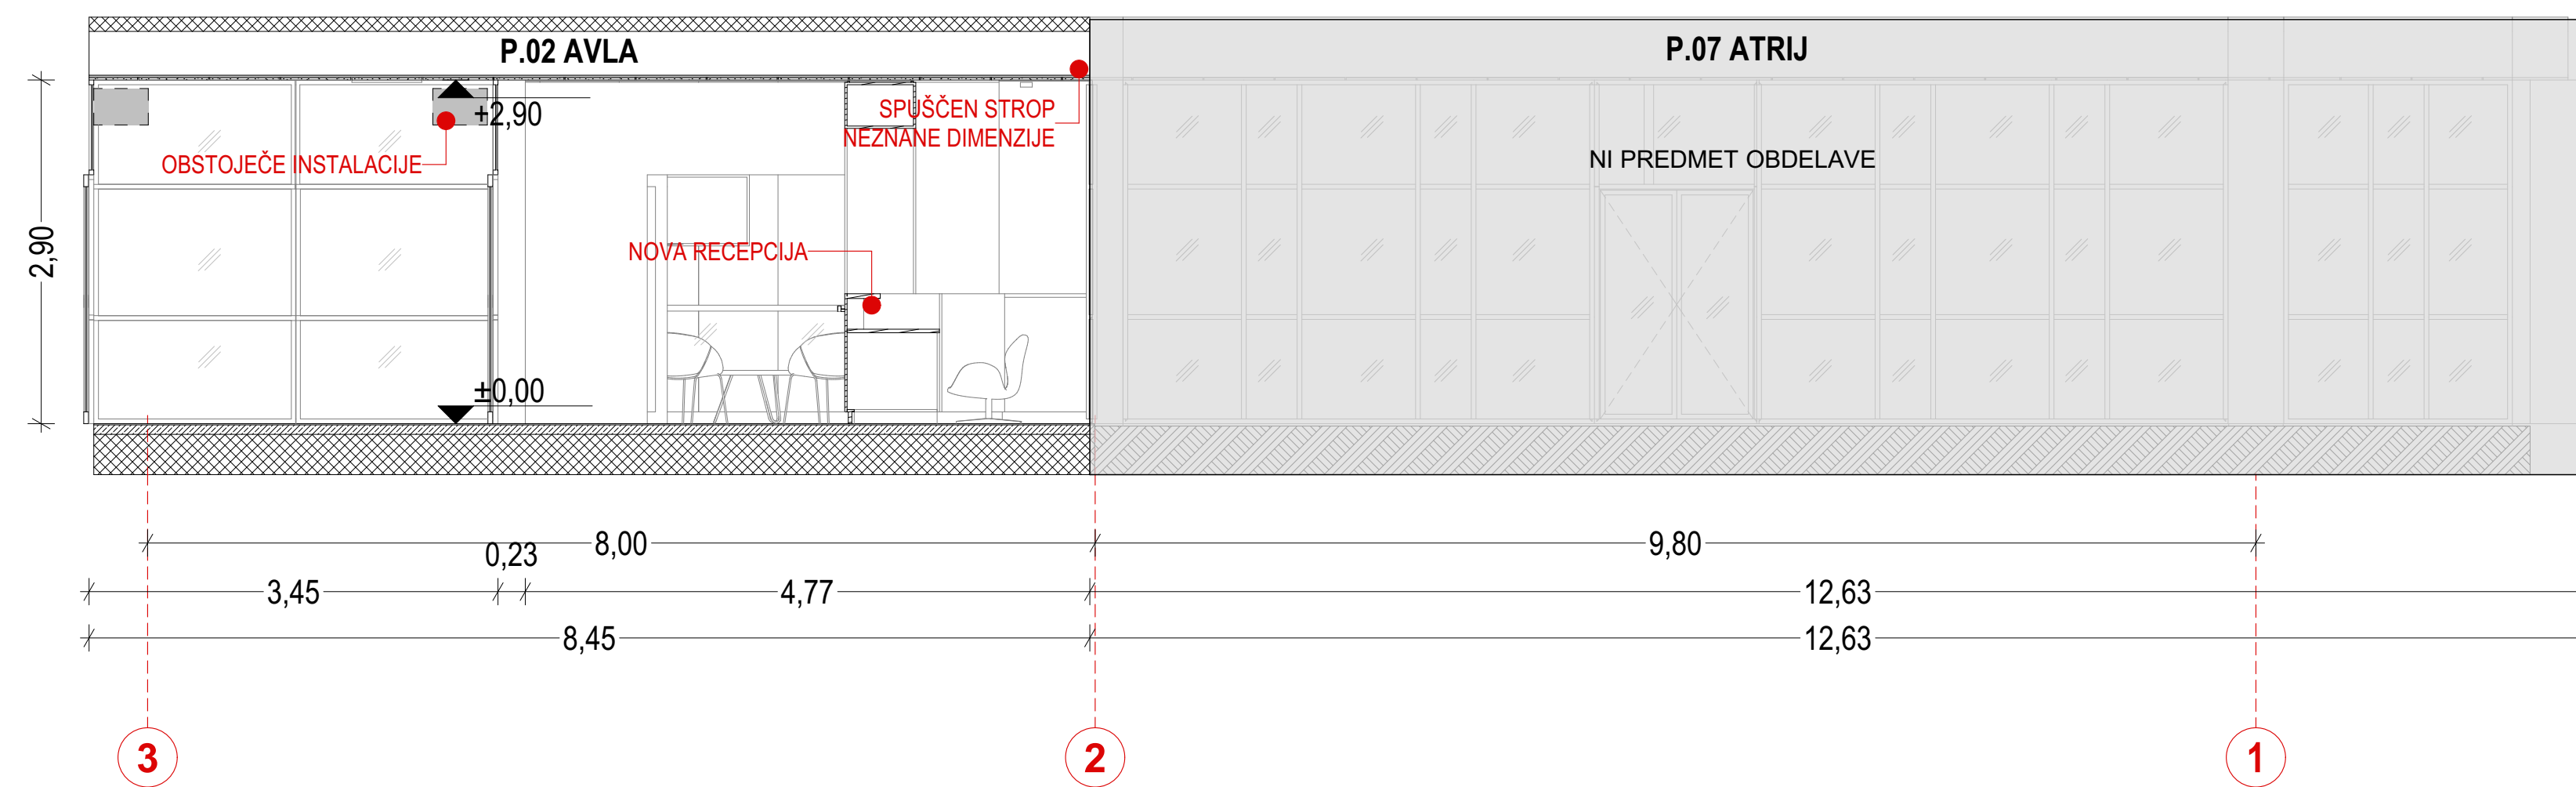 P.02 AVLA
P.07 ATRIJ
+2,90
SPUŠČEN STROP
NEZNANE DIMENZIJE
OBSTOJEČE INSTALACIJE
NI PREDMET OBDELAVE
2,90
NOVA RECEPCIJA
±0,00
8,00
9,80
0,23
3,45
4,77
12,63
8,45
12,63
3
2
1